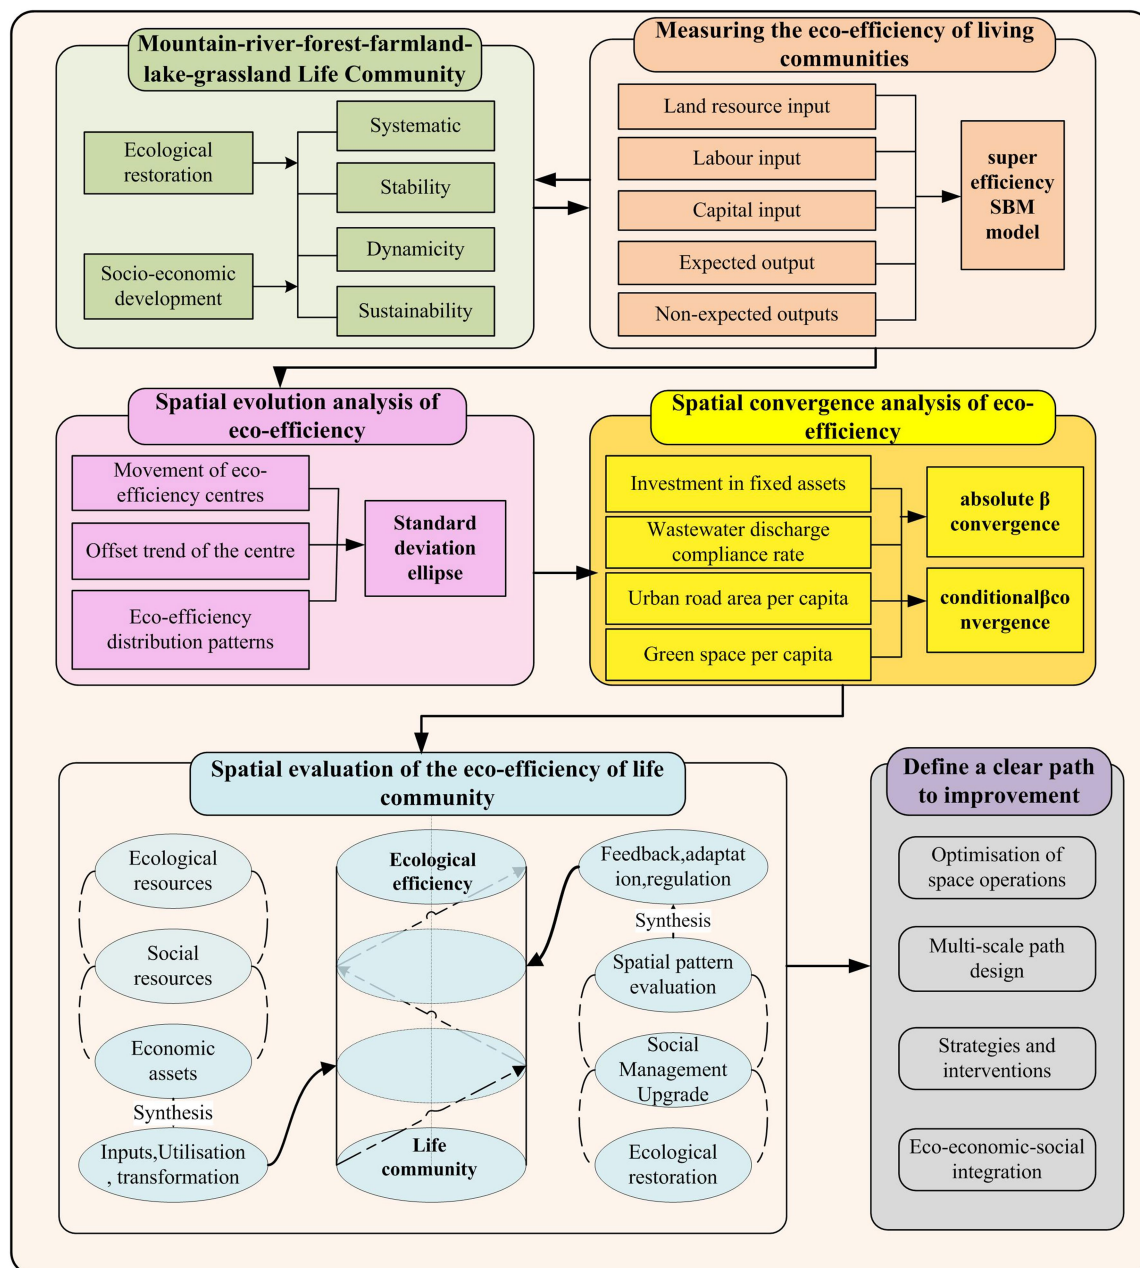 Mountain-river-forest-farmland-
lake-grassland Life Community
Ecological
restoration
Socio-economic
development
Systematic
Stability
Dynamicity
Sustainability
Measuring the eco-efficiency of living
communities
Land resource input
Labour input
Capital input
Expected output
Non-expected outputs
super
efficiency
SBM
model
Spatial evolution analysis of
eco-efficiency
Movement of eco-
efficiency centres
Offset trend of the centre
Eco-efficiency
distribution patterns
Standard
deviation
ellipse
Spatial convergence analysis of eco-
efficiency
Investment in fixed assets
Wastewater discharge
compliance rate
Urban road area per capita
Green space per capita
absolute β
convergence
conditionalβco
nvergence
Spatial evaluation of the eco-efficiency of life
community
Ecological
resources
Social
resources
Economic
assets
Synthesis
Inputs,Utilisation
, transformation
Ecological
efficiency
Life
community
Feedback,adaptat
ion,regulation
Synthesis
Spatial pattern
evaluation
Social
Management
Upgrade
Ecological
restoration
Define a clear path
to improvement
Optimisation of
space operations
Multi-scale path
design
Strategies and
interventions
Eco-economic-social
integration